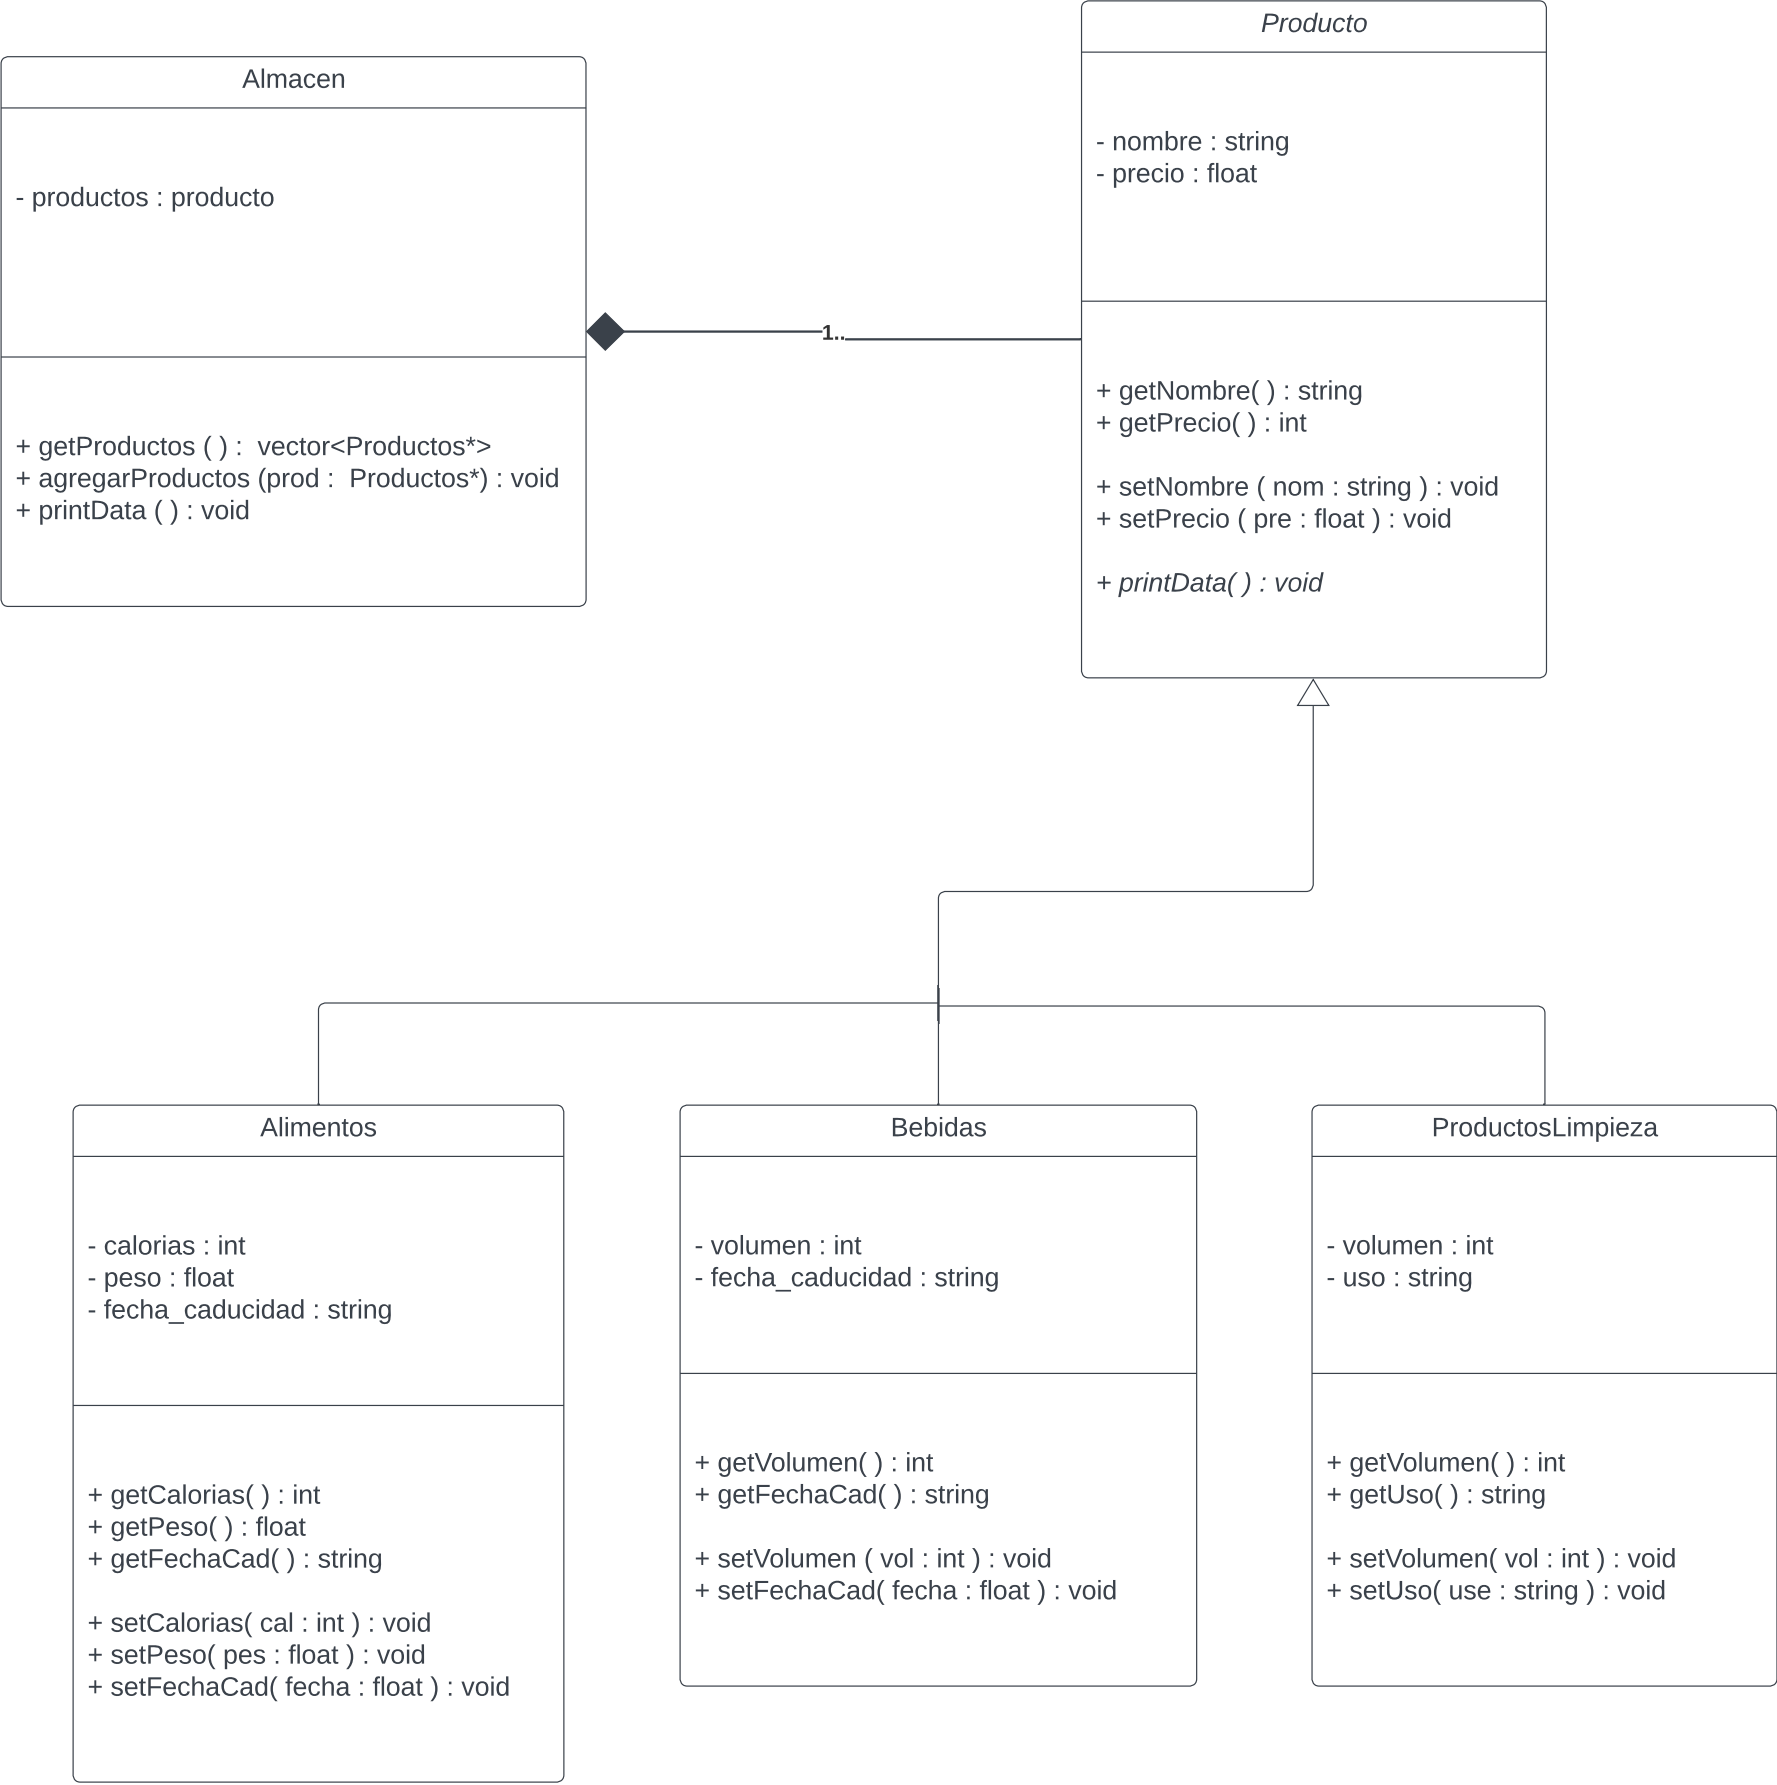 Almacen
- productos : producto
+ getProductos ( ) :  vector<Productos*>
+ agregarProductos (prod :  Productos*) : void
+ printData ( ) : void
1..
Producto
- nombre : string
- precio : float
+ getNombre( ) : string
+ getPrecio( ) : int
+ setNombre ( nom : string ) : void
+ setPrecio ( pre : float ) : void
+ printData( ) : void
Alimentos
- calorias : int
- peso : float
- fecha_caducidad : string
+ getCalorias( ) : int
+ getPeso( ) : float
+ getFechaCad( ) : string
+ setCalorias( cal : int ) : void
+ setPeso( pes : float ) : void
+ setFechaCad( fecha : float ) : void
Bebidas
- volumen : int
- fecha_caducidad : string
+ getVolumen( ) : int
+ getFechaCad( ) : string
+ setVolumen ( vol : int ) : void
+ setFechaCad( fecha : float ) : void
ProductosLimpieza
- volumen : int
- uso : string
+ getVolumen( ) : int
+ getUso( ) : string
+ setVolumen( vol : int ) : void
+ setUso( use : string ) : void